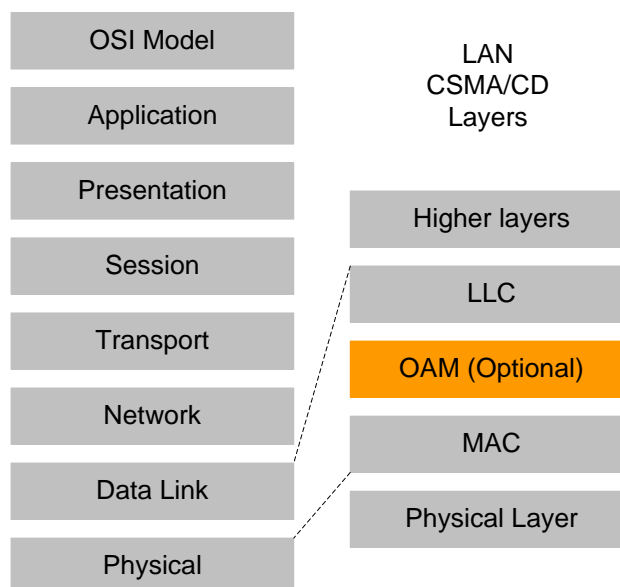 OSI Model
Application
Presentation
Session
Transport
Network
Data Link
Physical
LAN
CSMA/CD
Layers
Higher layers
LLC
OAM (Optional)
MAC
Physical Layer